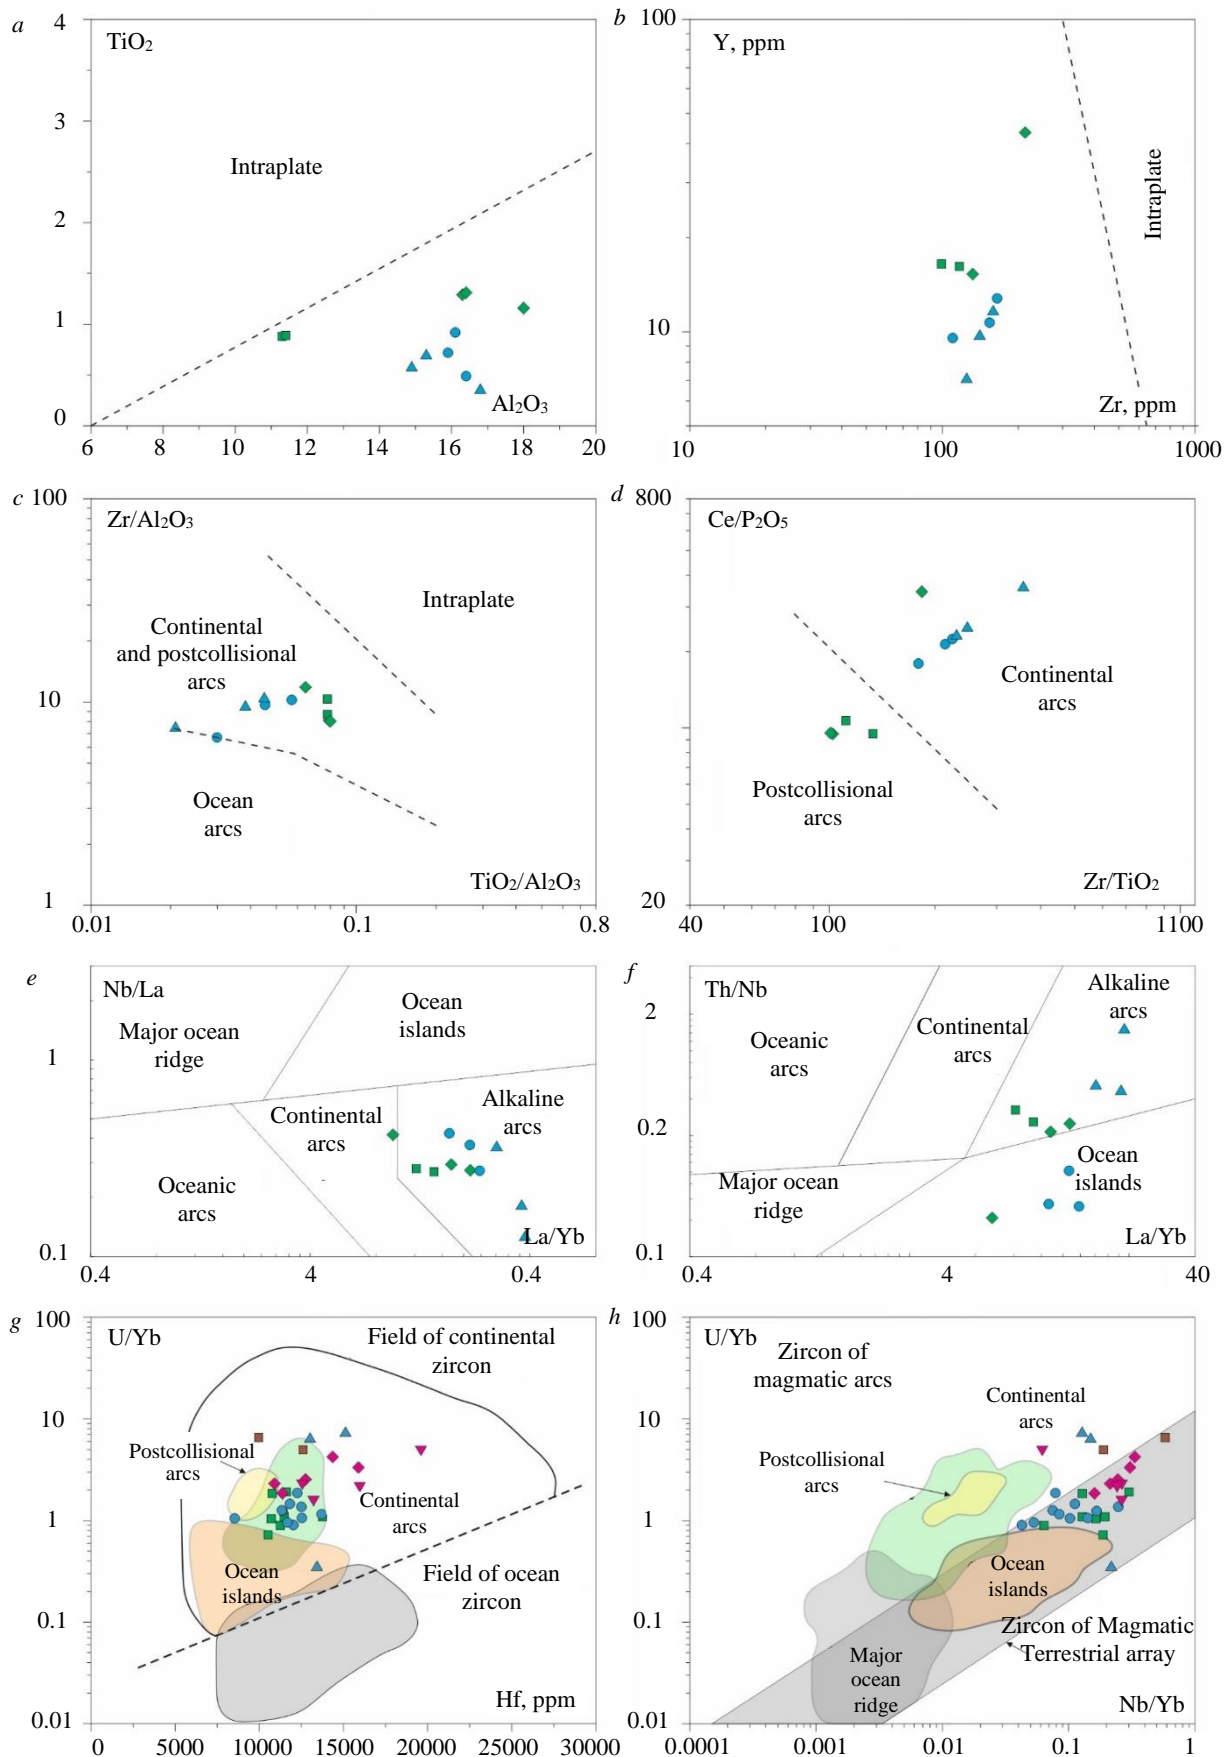 a
4
TiO2
3
Intraplate
2
1
0
Al2O3
6 8 10 12 14 16 18 20
b
100
Y, ppm
Intraplate
10
Zr, ppm
10 100 1000
c
100
Zr/Al2O3
Intraplate
Continental
and postcollisional
arcs
10
Ocean
arcs
TiO2/Al2O3
1
0.01 0.1 0.8
d
800
Ce/P2O5
Continental
arcs
Postcollisional
arcs
Zr/TiO2
20
40 100 1100
e
Nb/La
Ocean
islands
Major ocean
ridge
1
Continental
arcs
Alkaline
arcs
Oceanic
arcs
La/Yb
0.1
0.4 4 0.4
f
Th/Nb
Alkaline
arcs
2
Continental
arcs
Oceanic
arcs
0.2
Ocean
islands
Major ocean
ridge
La/Yb
0.1
0.4 4 40
g
100
U/Yb
Field of continental
zircon
10
Postcollisional
arcs
Continental
arcs
1
Ocean
islands
Field of ocean
zircon
0.1
Hf, ppm
0.01
0 5000 10000 15000 20000 25000 30000
h
100
U/Yb
Zircon of
magmatic arcs
Continental
arcs
10
Postcollisional
arcs
1
Ocean
islands
0.1
Zircon of Magmatic
Terrestrial array
Major
ocean
ridge
Nb/Yb
0.01
0.0001 0.001 0.01 0.1 1